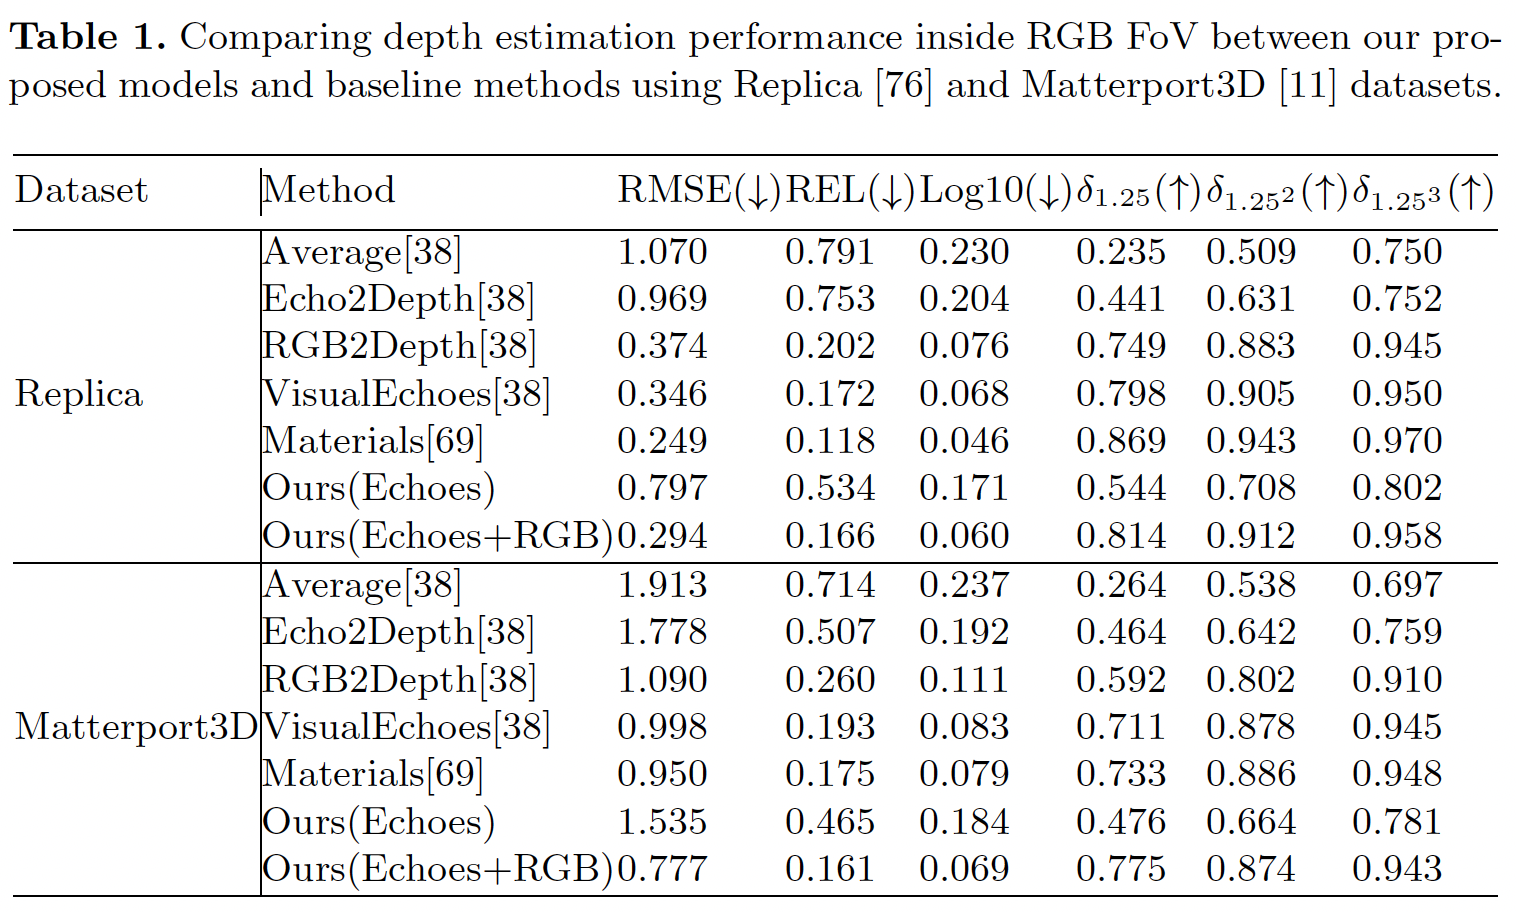 Table 1. Comparing depth estimation performance inside RGB FoV between our pro-
posed models and baseline methods using Replica [76] and Matterport3D [11] datasets.
Dataset Method RMSE(↓) REL(↓) Log10(↓) δ1.25(↑) δ1.25²(↑) δ1.25³(↑)
Average[38] 1.070 0.791 0.230 0.235 0.509 0.750
Echo2Depth[38] 0.969 0.753 0.204 0.441 0.631 0.752
RGB2Depth[38] 0.374 0.202 0.076 0.749 0.883 0.945
Replica VisualEchoes[38] 0.346 0.172 0.068 0.798 0.905 0.950
Materials[69] 0.249 0.118 0.046 0.869 0.943 0.970
Ours(Echoes) 0.797 0.534 0.171 0.544 0.708 0.802
Ours(Echoes+RGB) 0.294 0.166 0.060 0.814 0.912 0.958
Average[38] 1.913 0.714 0.237 0.264 0.538 0.697
Echo2Depth[38] 1.778 0.507 0.192 0.464 0.642 0.759
RGB2Depth[38] 1.090 0.260 0.111 0.592 0.802 0.910
Matterport3D VisualEchoes[38] 0.998 0.193 0.083 0.711 0.878 0.945
Materials[69] 0.950 0.175 0.079 0.733 0.886 0.948
Ours(Echoes) 1.535 0.465 0.184 0.476 0.664 0.781
Ours(Echoes+RGB) 0.777 0.161 0.069 0.775 0.874 0.943